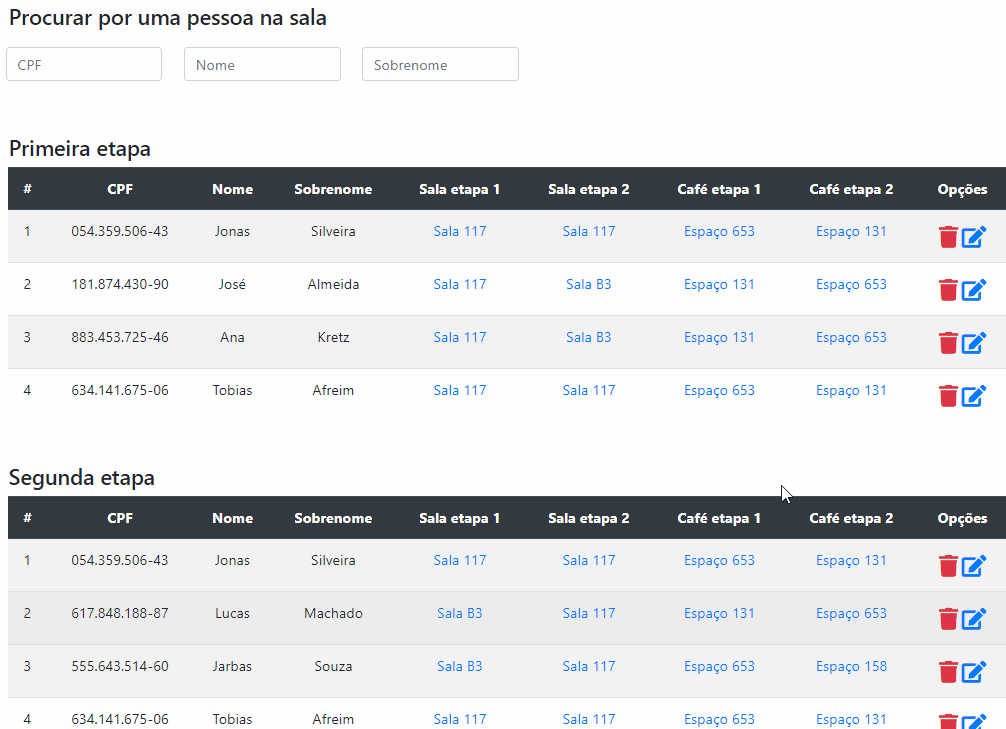 Procurar por uma pessoa na sala
CPF Nome Sobrenome
Primeira etapa
# CPF Nome Sobrenome Sala etapa 1 Sala etapa 2 Café etapa 1 Café etapa 2 Opções
1 054.359.506-43 Jonas Silveira Sala 117 Sala 117 Espaço 653 Espaço 131
2 181.874.430-90 José Almeida Sala 117 Sala B3 Espaço 131 Espaço 653
3 883.453.725-46 Ana Kretz Sala 117 Sala B3 Espaço 131 Espaço 653
4 634.141.675-06 Tobias Afreim Sala 117 Sala 117 Espaço 653 Espaço 131
Segunda etapa
# CPF Nome Sobrenome Sala etapa 1 Sala etapa 2 Café etapa 1 Café etapa 2 Opções
1 054.359.506-43 Jonas Silveira Sala 117 Sala 117 Espaço 653 Espaço 131
2 617.848.188-87 Lucas Machado Sala B3 Sala 117 Espaço 131 Espaço 653
3 555.643.514-60 Jarbas Souza Sala B3 Sala 117 Espaço 653 Espaço 158
4 634.141.675-06 Tobias Afreim Sala 117 Sala 117 Espaço 653 Espaço 131